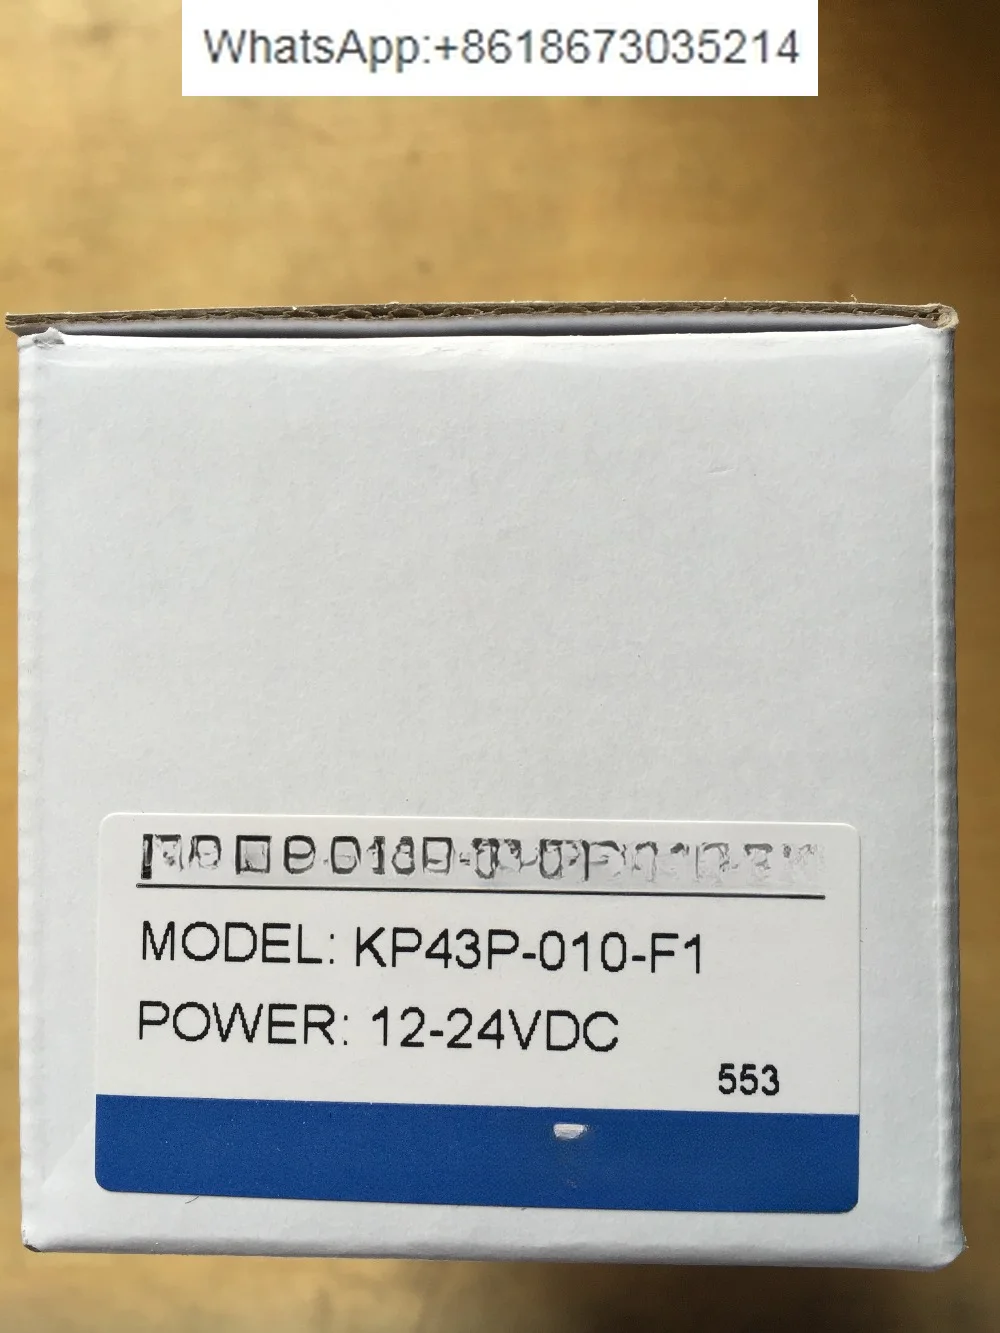 WhatsApp:+8618673035214
MODEL: KP43P-010-F1
POWER: 12-24VDC
553